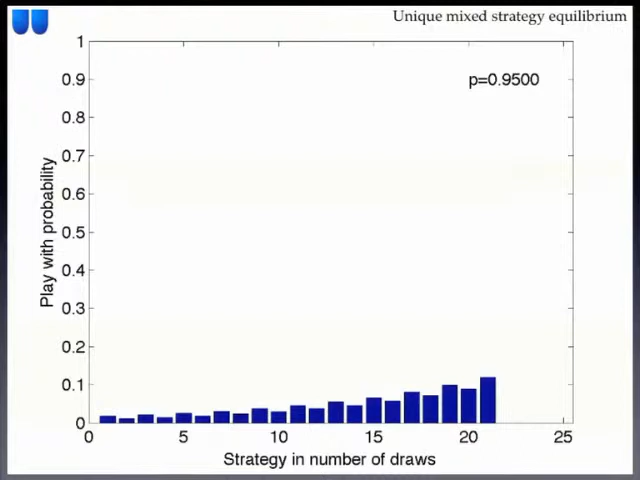 Unique mixed strategy equilibrium
1
0.9
p=0.9500
0.8
0.7
0.6
0.5
0.4
0.3
0.2
0.1
0
Play with probability
0 5 10 15 20 25
Strategy in number of draws